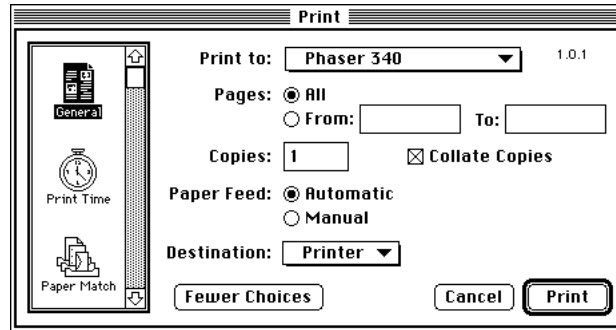 Print
Print to: Phaser 340 1.0.1
Pages: All
From: To:
Copies: 1 Collate Copies
Paper Feed: Automatic
Manual
Destination: Printer
General
Print Time
Paper Match
Fewer Choices Cancel Print